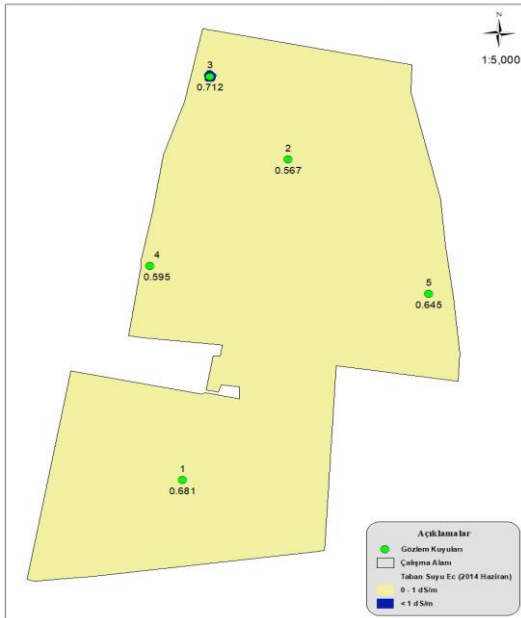 N
1:5,000
3
0.712
2
0.567
4
0.595
5
0.645
1
0.681
Açıklamalar
Gözlem Kuyuları
Çalışma Alanı
Taban Suyu Ec (2014 Haziran)
0 - 1 dS/m
< 1 dS/m